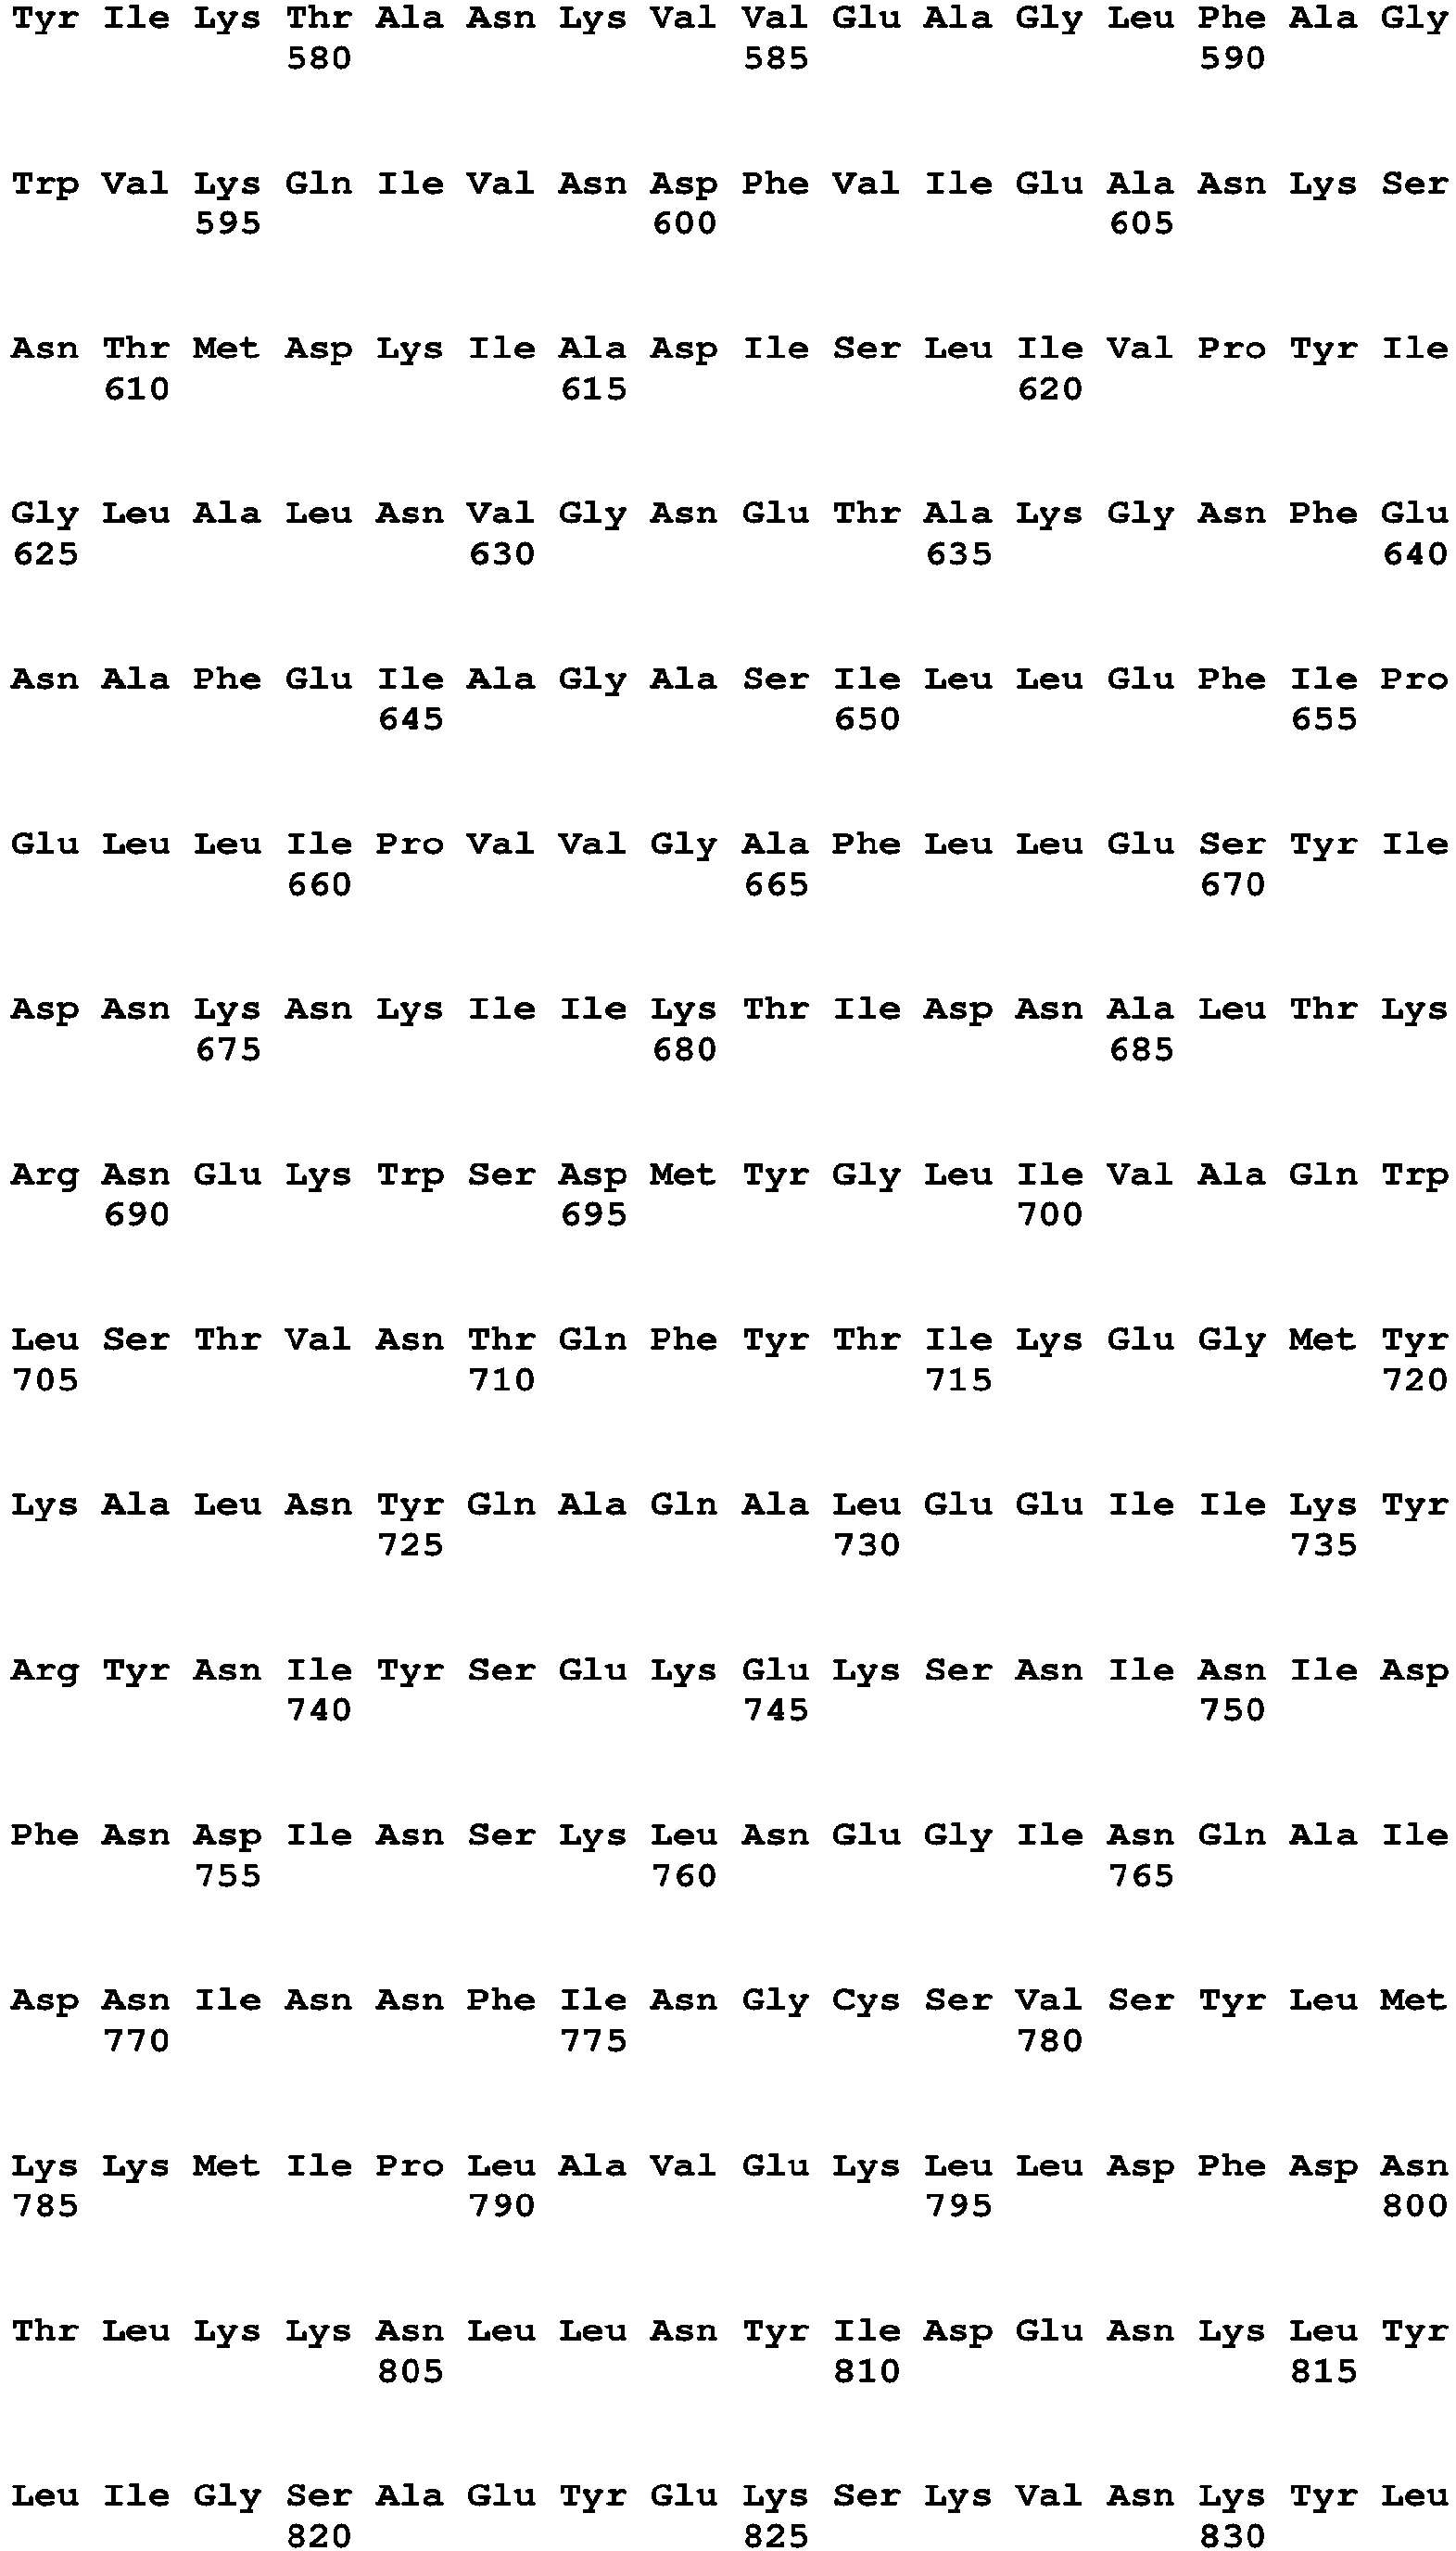 Tyr Ile Lys Thr Ala Asn Lys Val Val Glu Ala Gly Leu Phe Ala Gly
580 585 590
Trp Val Lys Gln Ile Val Asn Asp Phe Val Ile Glu Ala Asn Lys Ser
595 600 605
Asn Thr Met Asp Lys Ile Ala Asp Ile Ser Leu Ile Val Pro Tyr Ile
610 615 620
Gly Leu Ala Leu Asn Val Gly Asn Glu Thr Ala Lys Gly Asn Phe Glu
625 630 635 640
Asn Ala Phe Glu Ile Ala Gly Ala Ser Ile Leu Leu Glu Phe Ile Pro
645 650 655
Glu Leu Leu Ile Pro Val Val Gly Ala Phe Leu Leu Glu Ser Tyr Ile
660 665 670
Asp Asn Lys Asn Lys Ile Ile Lys Thr Ile Asp Asn Ala Leu Thr Lys
675 680 685
Arg Asn Glu Lys Trp Ser Asp Met Tyr Gly Leu Ile Val Ala Gln Trp
690 695 700
Leu Ser Thr Val Asn Thr Gln Phe Tyr Thr Ile Lys Glu Gly Met Tyr
705 710 715 720
Lys Ala Leu Asn Tyr Gln Ala Gln Ala Leu Glu Glu Ile Ile Lys Tyr
725 730 735
Arg Tyr Asn Ile Tyr Ser Glu Lys Glu Lys Ser Asn Ile Asn Ile Asp
740 745 750
Phe Asn Asp Ile Asn Ser Lys Leu Asn Glu Gly Ile Asn Gln Ala Ile
755 760 765
Asp Asn Ile Asn Asn Phe Ile Asn Gly Cys Ser Val Ser Tyr Leu Met
770 775 780
Lys Lys Met Ile Pro Leu Ala Val Glu Lys Leu Leu Asp Phe Asp Asn
785 790 795 800
Thr Leu Lys Lys Asn Leu Leu Asn Tyr Ile Asp Glu Asn Lys Leu Tyr
805 810 815
Leu Ile Gly Ser Ala Glu Tyr Glu Lys Ser Lys Val Asn Lys Tyr Leu
820 825 830